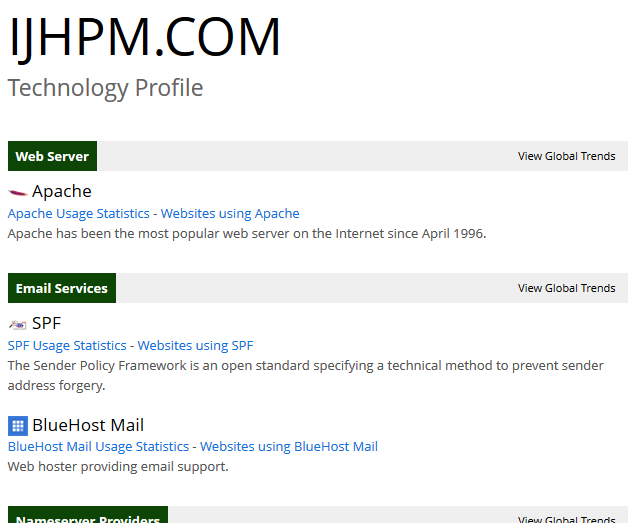 IJHPM.COM
Technology Profile
Web Server View Global Trends
Apache
Apache Usage Statistics - Websites using Apache
Apache has been the most popular web server on the Internet since April 1996.
Email Services View Global Trends
SPF
SPF Usage Statistics - Websites using SPF
The Sender Policy Framework is an open standard specifying a technical method to prevent sender
address forgery.
BlueHost Mail
BlueHost Mail Usage Statistics - Websites using BlueHost Mail
Web hoster providing email support.
Nameserver Providers View Global Trends